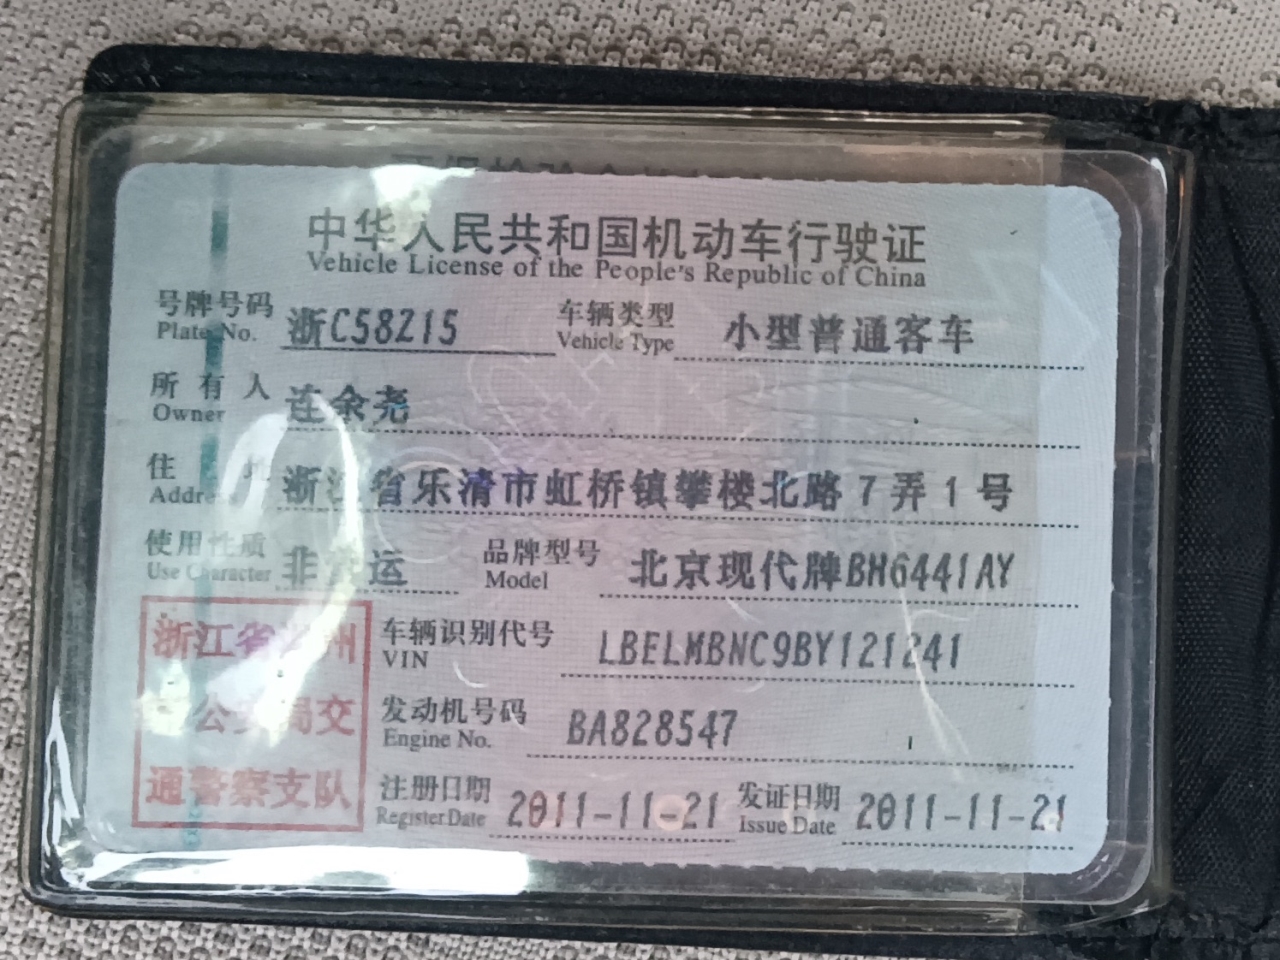 中华人民共和国机动车行驶证
Vehicle License of the People's Republic of China
号牌号码 浙C58Z15 车辆类型 小型普通客车
Plate No. Vehicle Type
所有人 连余尧
Owner
住址 浙江省乐清市虹桥镇攀楼北路7弄1号
Address
使用性质 非营运 品牌型号 北京现代牌BH6441AY
Use Character Model
车辆识别代号 LBELMBNC9BY121241
VIN
发动机号码 BA828547
Engine No.
注册日期 2011-11-21 发证日期 2011-11-21
Register Date Issue Date
浙江省温州
公安局交
通警察支队